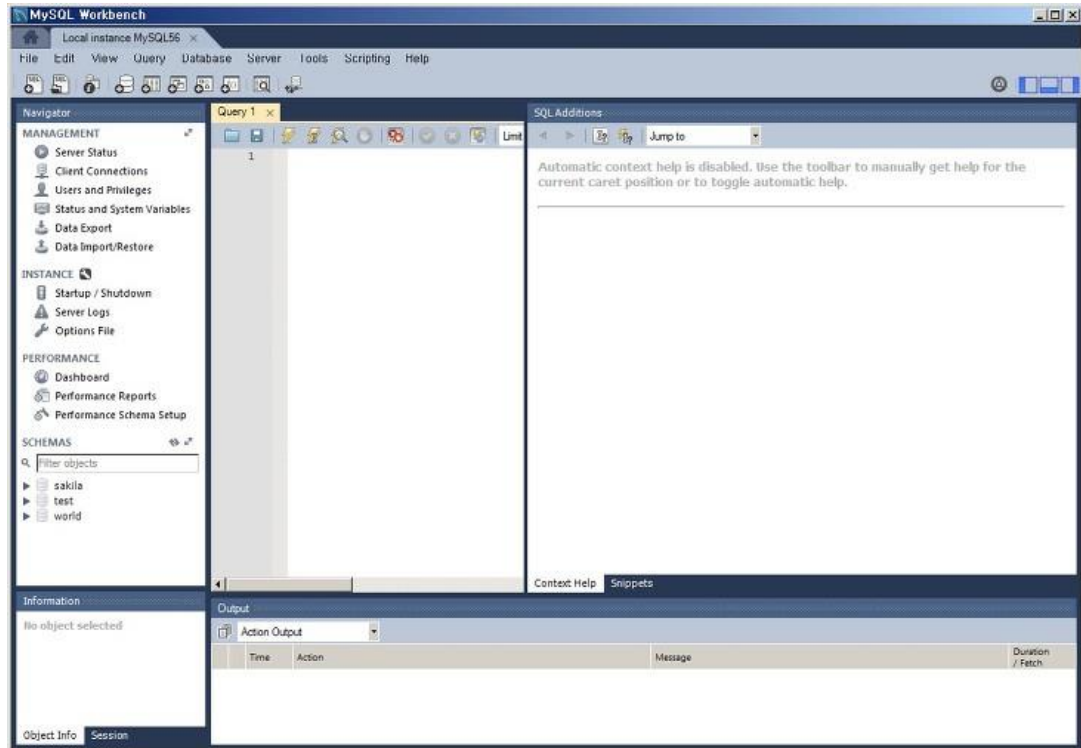 MySQL Workbench
Local instance MySQL56
File Edit View Query Database Server Tools Scripting Help
Navigator
MANAGEMENT
Server Status
Client Connections
Users and Privileges
Status and System Variables
Data Export
Data Import/Restore
INSTANCE
Startup / Shutdown
Server Logs
Options File
PERFORMANCE
Dashboard
Performance Reports
Performance Schema Setup
SCHEMAS
Filter objects
sakila
test
world
Information
No object selected
Object Info Session
Query 1
Limit
1
SQL Additions
Jump to
Automatic context help is disabled. Use the toolbar to manually get help for the
current caret position or to toggle automatic help.
Context Help Snippets
Output
Action Output
Time Action Message Duration
/ Fetch